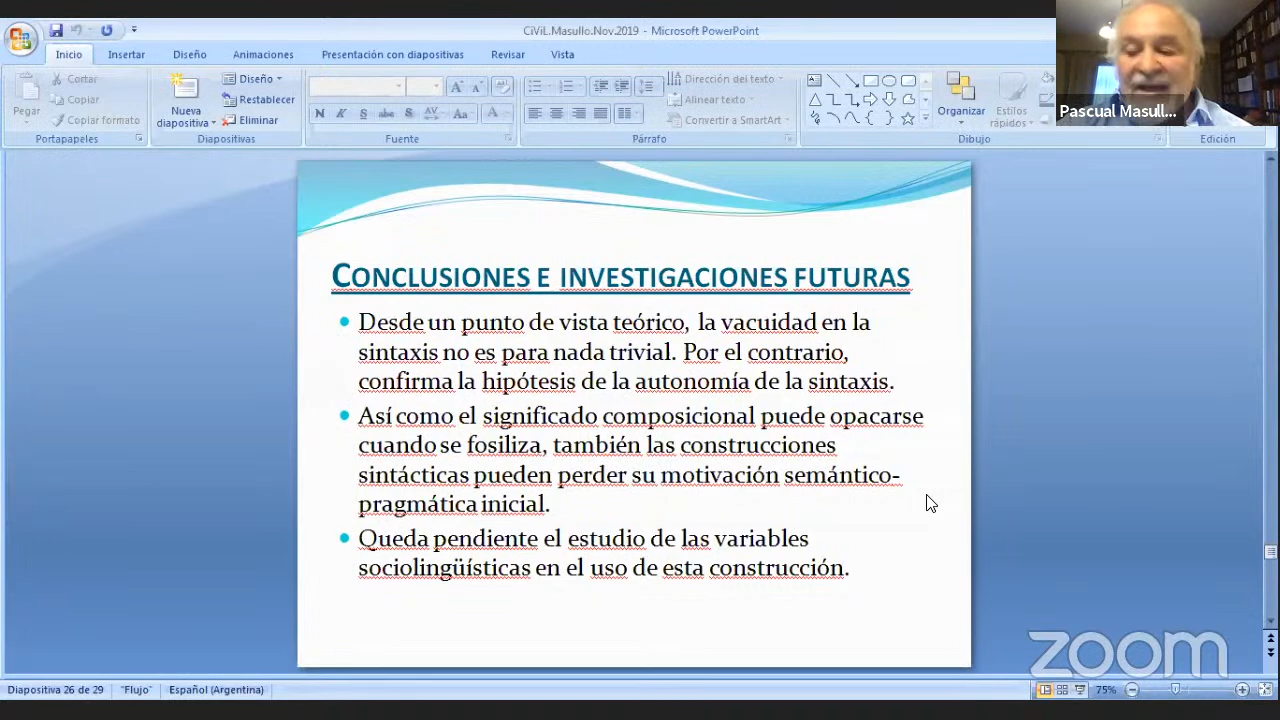 CiViL.Masullo.Nov.2019 - Microsoft PowerPoint
Inicio Insertar Diseño Animaciones Presentación con diapositivas Revisar Vista
Pegar
Cortar
Copiar
Copiar formato
Portapapeles
Nueva
diapositiva
Diseño
Restablecer
Eliminar
Diapositivas
N K S abc S AV Aa A
Fuente
Dirección del texto
Alinear texto
Convertir a SmartArt
Párrafo
Organizar
Estilos
rápidos
Dibujo
Edición
Pascual Masull...
CONCLUSIONES E INVESTIGACIONES FUTURAS
• Desde un punto de vista teórico, la vacuidad en la
sintaxis no es para nada trivial. Por el contrario,
confirma la hipótesis de la autonomía de la sintaxis.
• Así como el significado composicional puede opacarse
cuando se fosiliza, también las construcciones
sintácticas pueden perder su motivación semántico-
pragmática inicial.
• Queda pendiente el estudio de las variables
sociolingüísticas en el uso de esta construcción.
zoom
Diapositiva 26 de 29 "Flujo" Español (Argentina) 75%